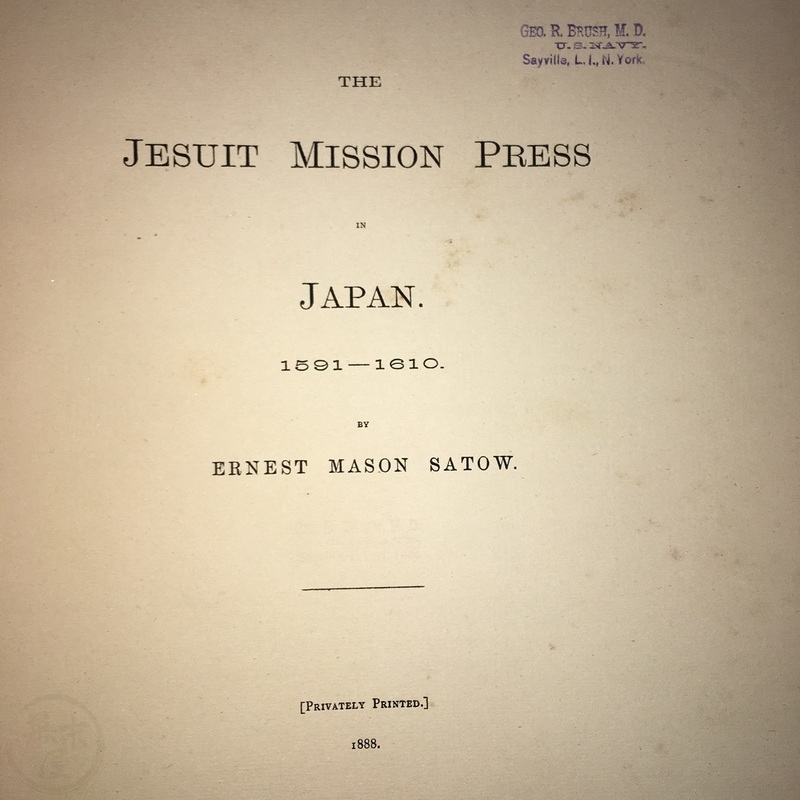 GEO. R. BRUSH, M. D.
U. S. NAVY.
Sayville, L. I., N. York.
THE
JESUIT MISSION PRESS
IN
JAPAN.
1591—1610.
BY
ERNEST MASON SATOW.
[PRIVATELY PRINTED.]
1888.